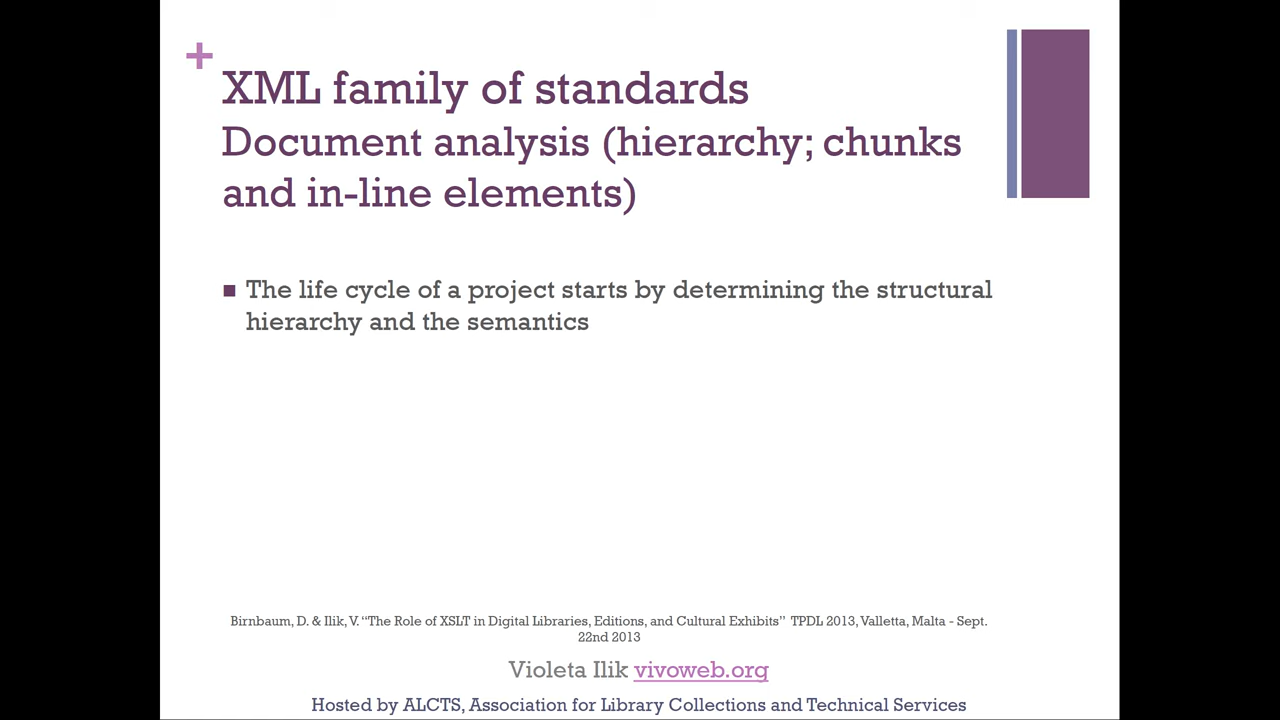 +
XML family of standards
Document analysis (hierarchy; chunks
and in-line elements)
■ The life cycle of a project starts by determining the structural
hierarchy and the semantics
Birnbaum, D. & Ilik, V. “The Role of XSLT in Digital Libraries, Editions, and Cultural Exhibits” TPDL 2013, Valletta, Malta - Sept.
22nd 2013
Violeta Ilik vivoweb.org
Hosted by ALCTS, Association for Library Collections and Technical Services